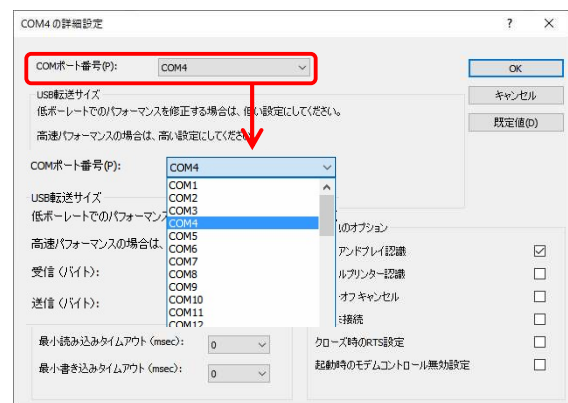 COM4 の詳細設定
? ×
COMポート番号(P): COM4
OK
USB転送サイズ
キャンセル
低ボーレートでのパフォーマンスを修正する場合は、低い設定にしてください。
既定値(D)
高速パフォーマンスの場合は、高い設定にしてくださ
COMポート番号(P): COM4
COM1
USB転送サイズ
COM2
COM3
低ボーレートでのパフォーマンス
COM4
のオプション
COM5
高速パフォーマンスの場合は、
COM6
アンドプレイ認識
COM7
受信 (バイト):
COM8
ルプリンター認識
COM9
COM10
オフ キャンセル
送信 (バイト):
COM11
接続
COM12
最小読み込みタイムアウト (msec): 0
クローズ時のRTS設定
最小書き込みタイムアウト (msec): 0
起動時のモデムコントロール無効設定